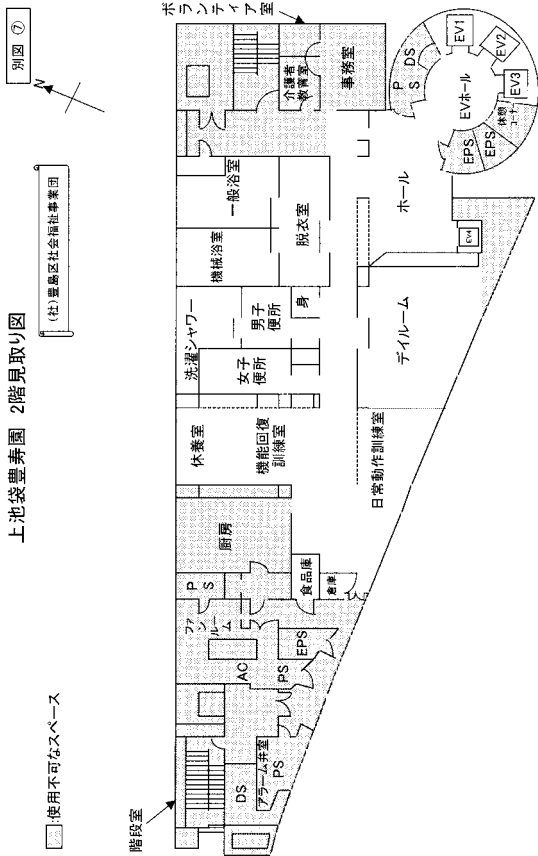 別図 ⑦
N
(社)豊島区社会福祉事業団
上池袋豊寿園 2階見取り図
:使用不可なスペース
ボランティア室
介護者
教育室
事務室
P
S
DS
EV1
EV2
EV3
EVホール
休憩
コーナー
EPS
EPS
一般浴室
機械浴室
脱衣室
ホール
EV4
洗濯シャワー
男子
便所
女子
便所
身
デイルーム
休養室
機能回復
訓練室
日常動作訓練室
厨房
食品庫
倉庫
P
S
ファン
ルーム
AC
EPS
PS
アラーム弁室
PS
DS
階段室